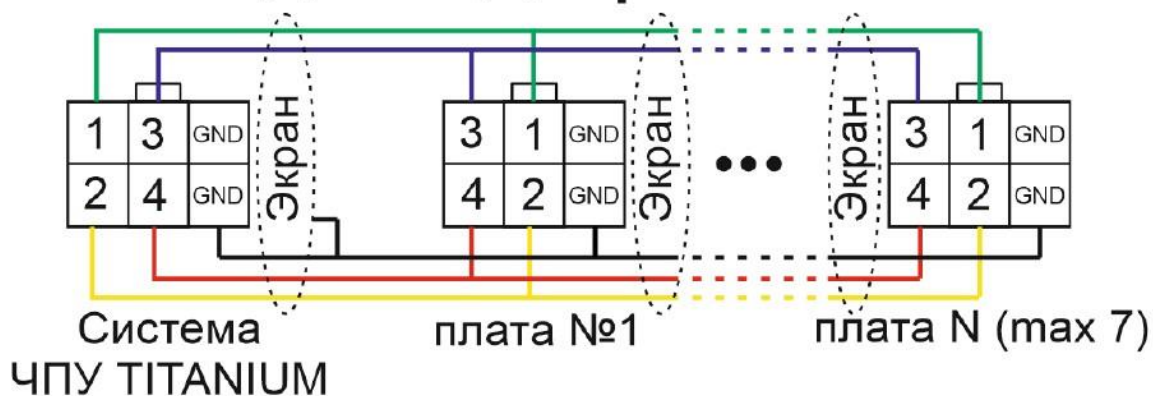 1 3 GND Экран 3 1 GND Экран Экран 3 1 GND
2 4 GND 4 2 GND 4 2 GND
Система плата №1 плата N (max 7)
ЧПУ TITANIUM